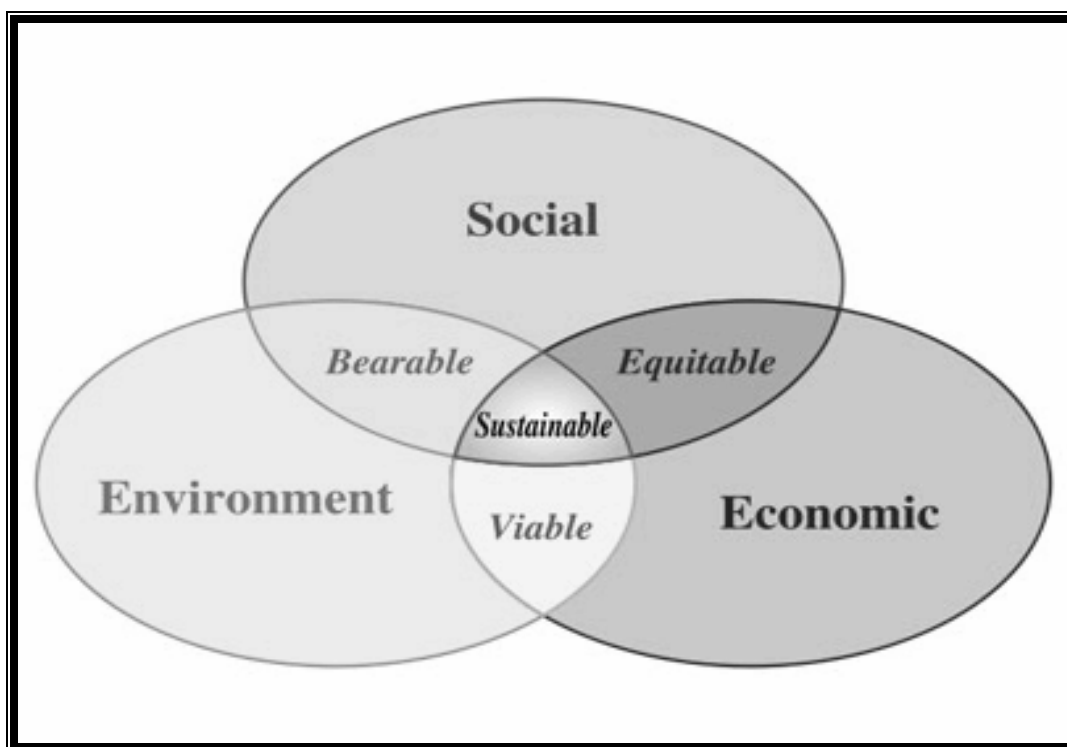 Social
Bearable
Equitable
Sustainable
Environment
Economic
Viable